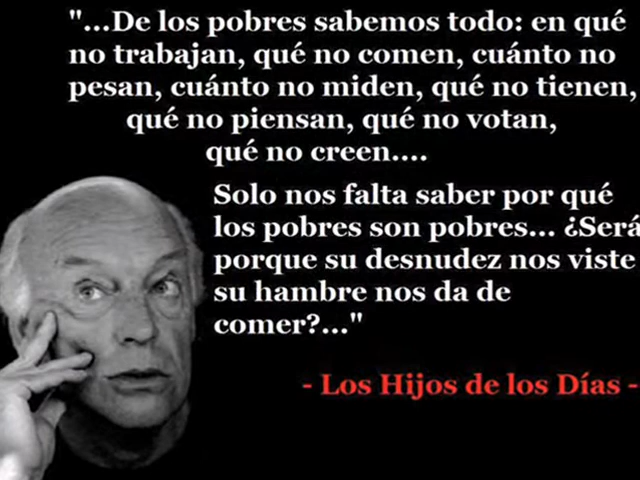 "...De los pobres sabemos todo: en qué
no trabajan, qué no comen, cuánto no
pesan, cuánto no miden, qué no tienen,
qué no piensan, qué no votan,
qué no creen....
Solo nos falta saber por qué
los pobres son pobres... ¿Será
porque su desnudez nos viste
su hambre nos da de
comer?..."
- Los Hijos de los Días -